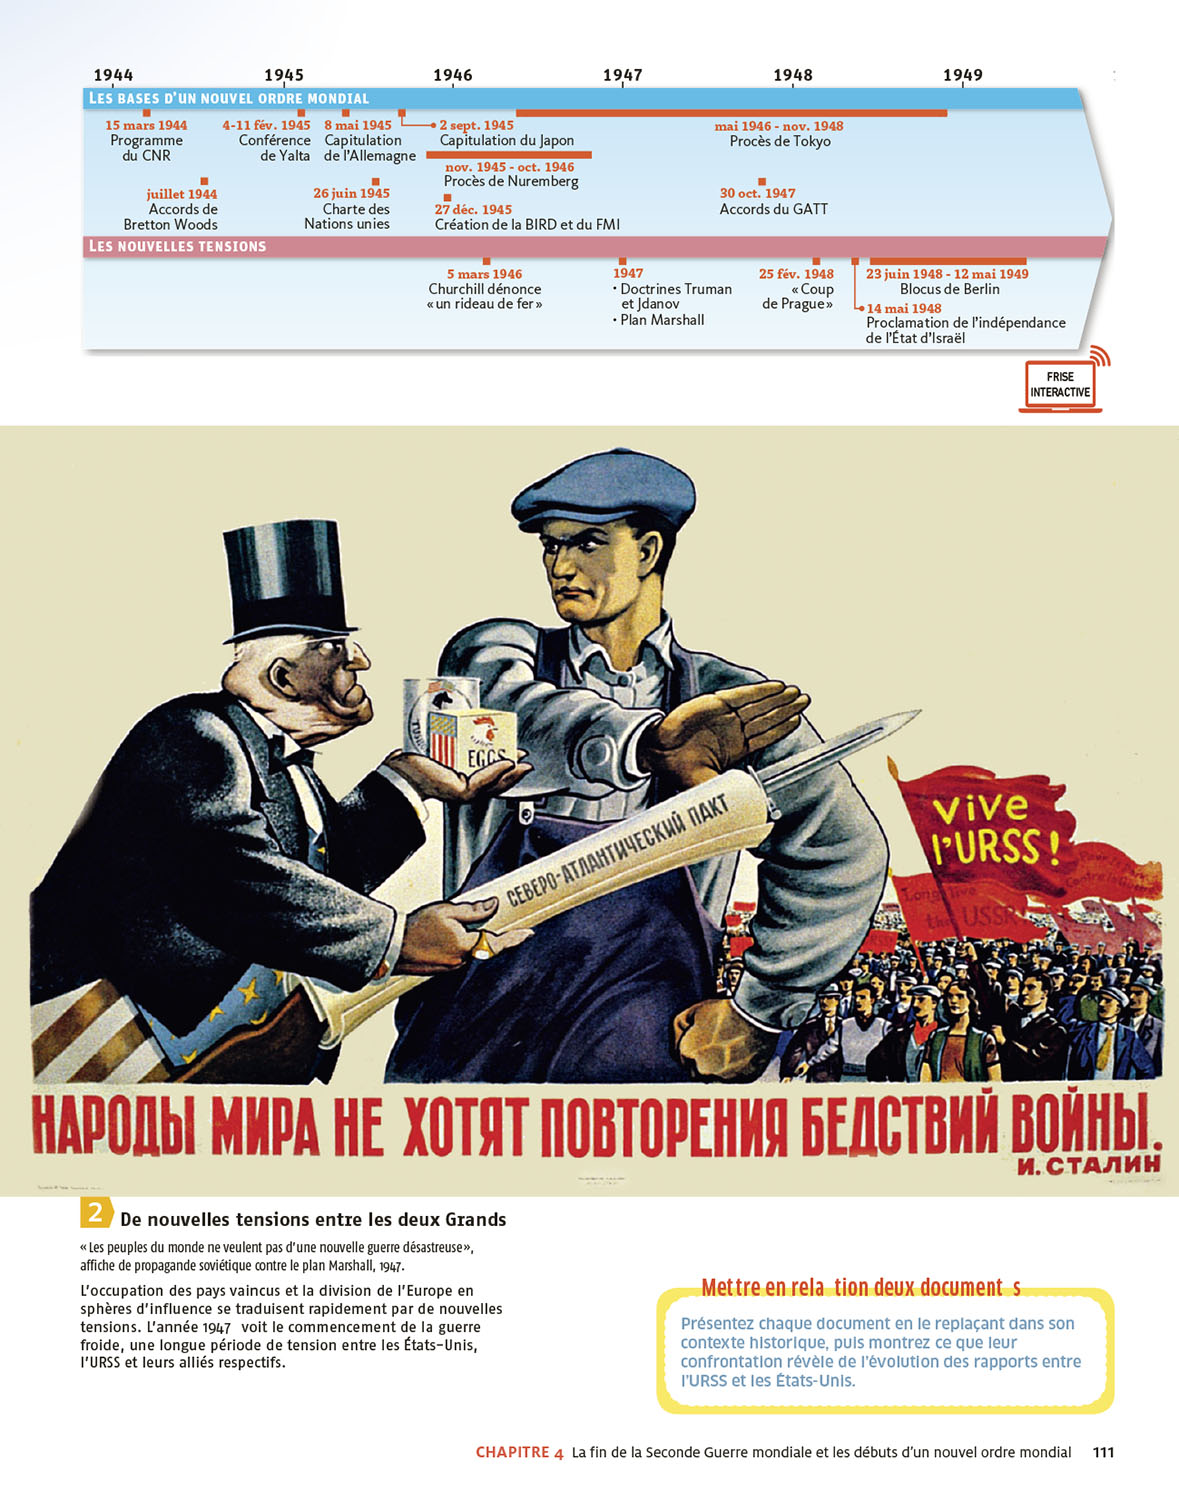 1944 1945 1946 1947 1948 1949
LES BASES D'UN NOUVEL ORDRE MONDIAL
15 mars 1944
Programme
du CNR
4-11 fév. 1945
Conférence
de Yalta
8 mai 1945
Capitulation
de l'Allemagne
2 sept. 1945
Capitulation du Japon
mai 1946 - nov. 1948
Procès de Tokyo
nov. 1945 - oct. 1946
Procès de Nuremberg
juillet 1944
Accords de
Bretton Woods
26 juin 1945
Charte des
Nations unies
27 déc. 1945
Création de la BIRD et du FMI
30 oct. 1947
Accords du GATT
LES NOUVELLES TENSIONS
5 mars 1946
Churchill dénonce
« un rideau de fer »
1947
• Doctrines Truman
et Jdanov
• Plan Marshall
25 fév. 1948
« Coup
de Prague »
23 juin 1948 - 12 mai 1949
Blocus de Berlin
14 mai 1948
Proclamation de l'indépendance
de l'État d'Israël
FRISE
INTERACTIVE
EGGS
СЕВЕРО-АТЛАНТИЧЕСКИЙ ПАКТ
Vive
l'URSS !
Long live
the USSR!
НАРОДЫ МИРА НЕ ХОТЯТ ПОВТОРЕНИЯ БЕДСТВИЙ ВОЙНЫ.
И. СТАЛИН
2 De nouvelles tensions entre les deux Grands
« Les peuples du monde ne veulent pas d'une nouvelle guerre désastreuse »,
affiche de propagande soviétique contre le plan Marshall, 1947.
L'occupation des pays vaincus et la division de l'Europe en
sphères d'influence se traduisent rapidement par de nouvelles
tensions. L'année 1947 voit le commencement de la guerre
froide, une longue période de tension entre les États-Unis,
l'URSS et leurs alliés respectifs.
Mettre en rela tion deux document s
Présentez chaque document en le replaçant dans son
contexte historique, puis montrez ce que leur
confrontation révèle de l'évolution des rapports entre
l'URSS et les États-Unis.
CHAPITRE 4 La fin de la Seconde Guerre mondiale et les débuts d'un nouvel ordre mondial 111